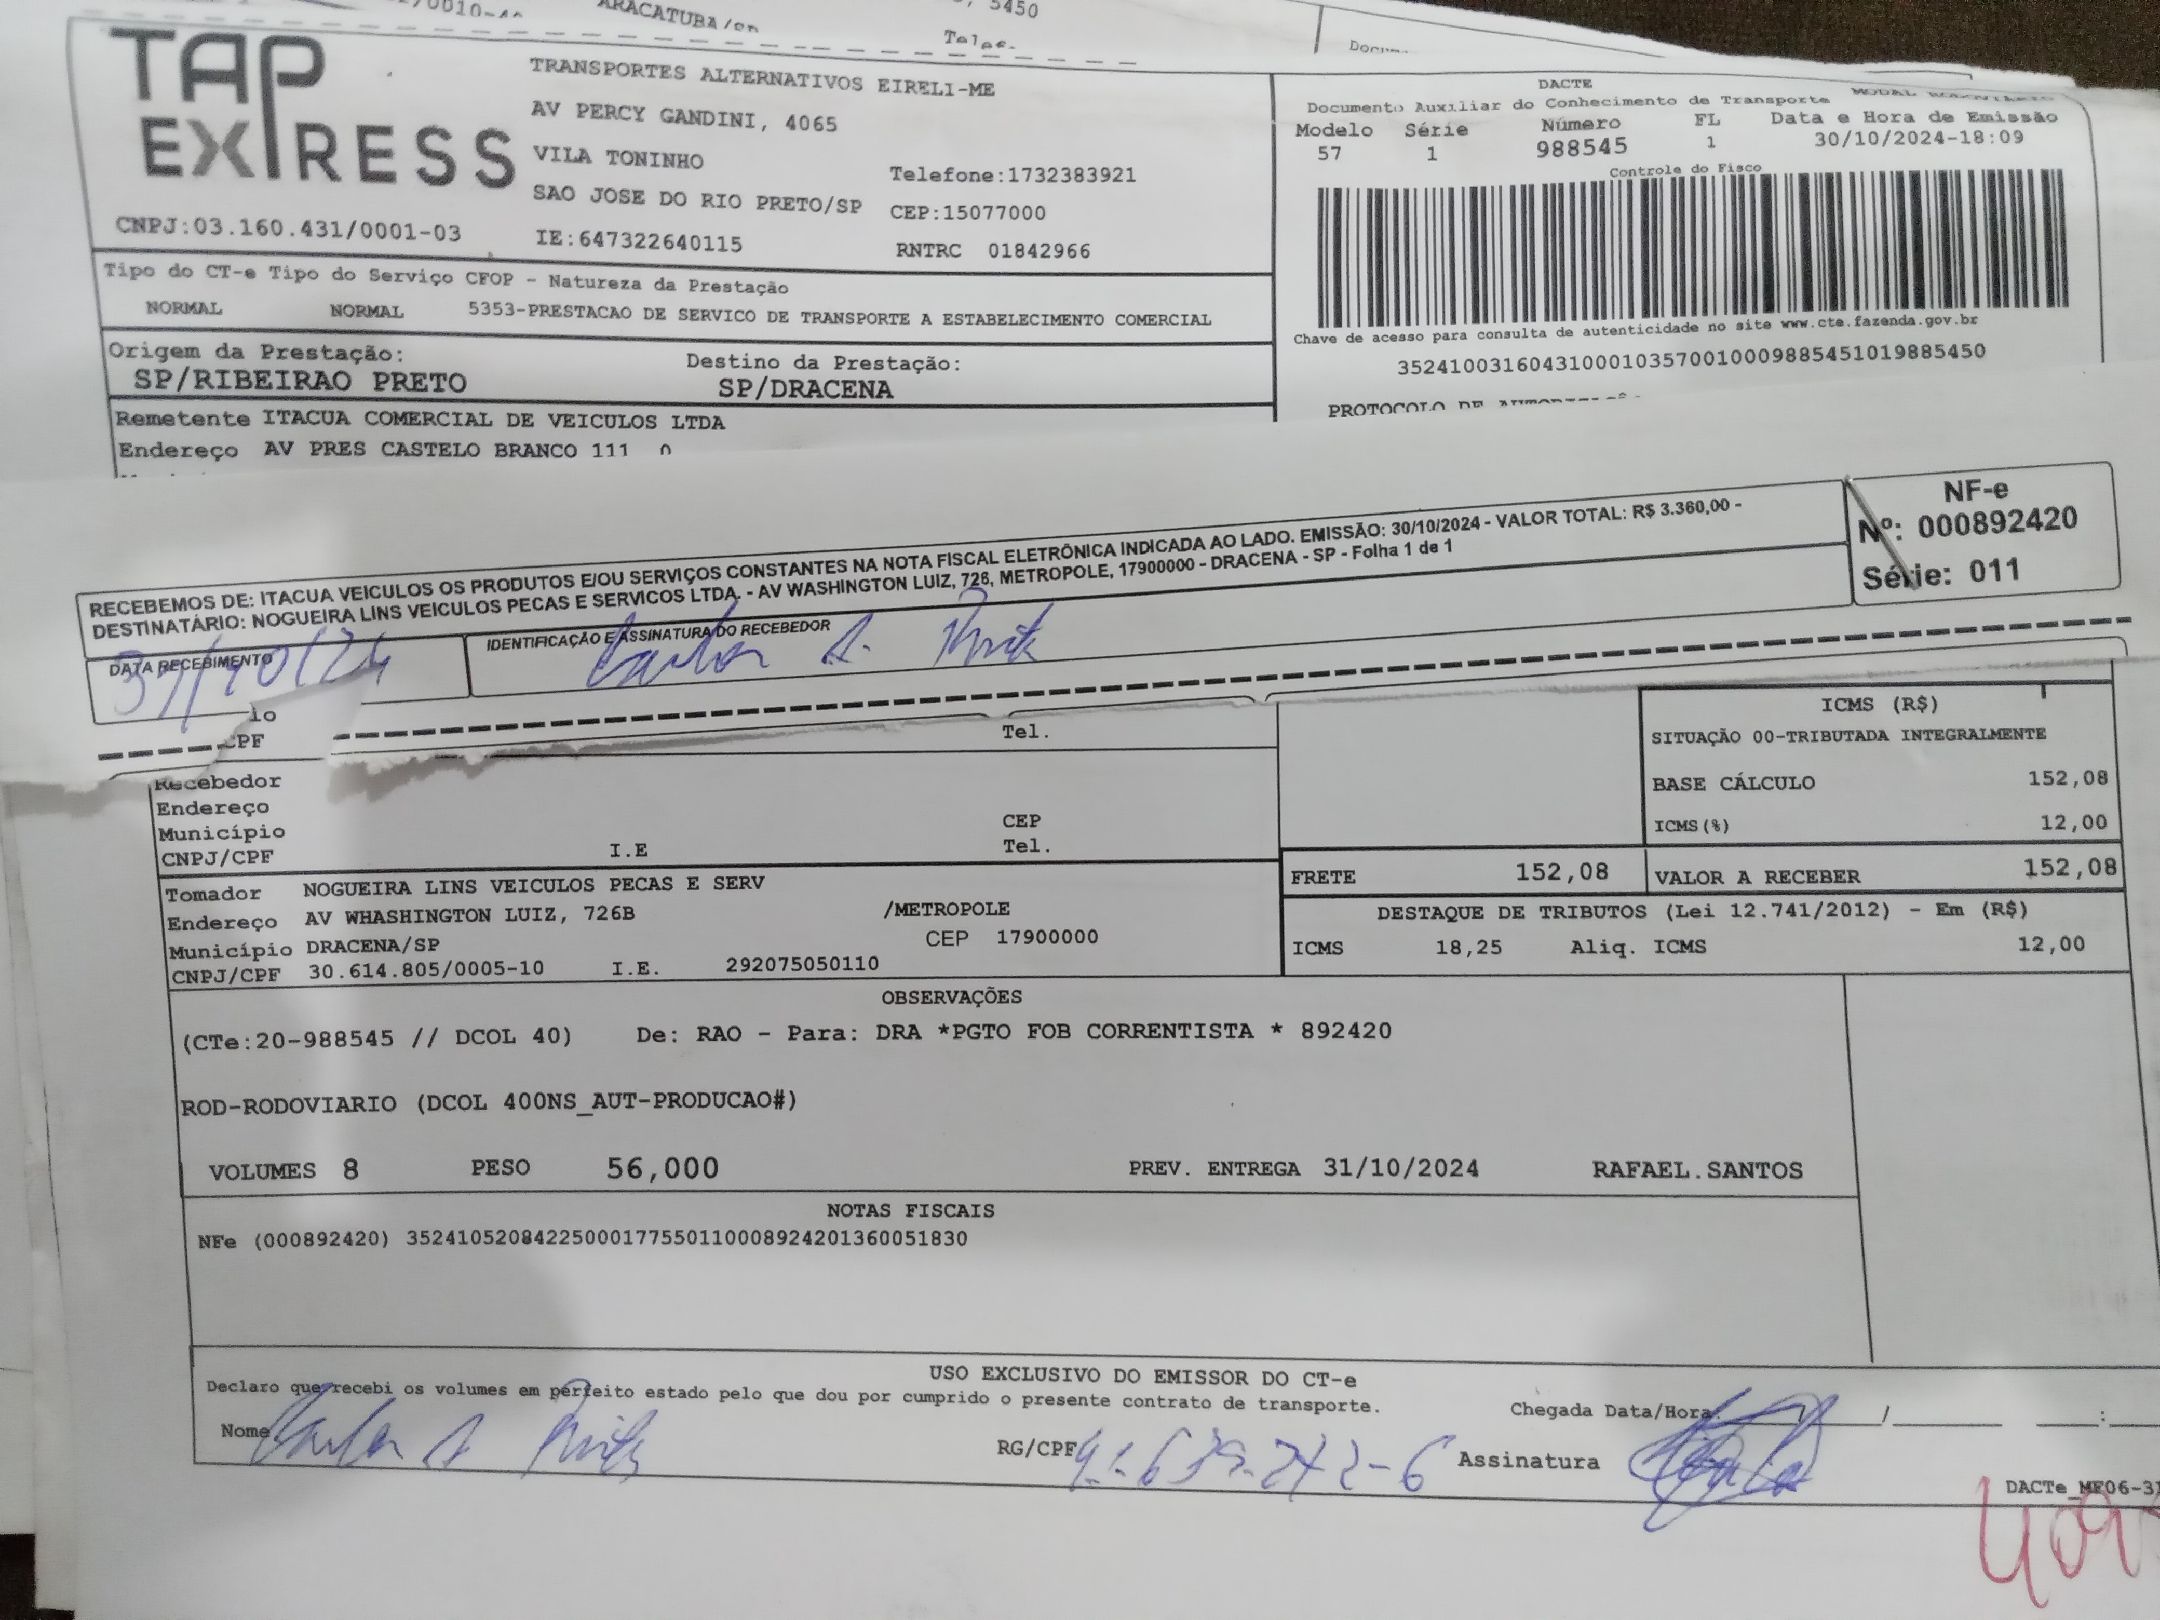 ARACATUBA/SP
5450
TAP
EXPRESS
CNPJ:03.160.431/0001-03
TRANSPORTES ALTERNATIVOS EIRELI-ME
AV PERCY GANDINI, 4065
VILA TONINHO
Telefone:1732383921
SAO JOSE DO RIO PRETO/SP CEP:15077000
IE:647322640115 RNTRC 01842966
DACTE
Documento Auxiliar do Conhecimento de Transporte
Modelo Série Número FL Data e Hora de Emissão
57 1 988545 1 30/10/2024-18:09
Controle do Fisco
Chave de acesso para consulta de autenticidade no site www.cte.fazenda.gov.br
35241003160431000103570010009885451019885450
PROTOCOLO DE
Tipo do CT-e Tipo do Serviço CFOP - Natureza da Prestação
NORMAL NORMAL 5353-PRESTACAO DE SERVICO DE TRANSPORTE A ESTABELECIMENTO COMERCIAL
Origem da Prestação: Destino da Prestação:
SP/RIBEIRAO PRETO SP/DRACENA
Remetente ITACUA COMERCIAL DE VEICULOS LTDA
Endereço AV PRES CASTELO BRANCO 111
RECEBEMOS DE: ITACUA VEICULOS OS PRODUTOS E/OU SERVIÇOS CONSTANTES NA NOTA FISCAL ELETRÔNICA INDICADA AO LADO. EMISSÃO: 30/10/2024 - VALOR TOTAL: R$ 3.360,00 -
DESTINATÁRIO: NOGUEIRA LINS VEICULOS PECAS E SERVICOS LTDA. - AV WASHINGTON LUIZ, 726, METROPOLE, 17900000 - DRACENA - SP - Folha 1 de 1
NF-e
Nº: 000892420
Série: 011
DATA RECEBIMENTO
31/10/24
IDENTIFICAÇÃO E ASSINATURA DO RECEBEDOR
Carlos A.
CPF Tel.
Recebedor
Endereço
Município CEP
CNPJ/CPF I.E Tel.
ICMS (R$)
SITUAÇÃO 00-TRIBUTADA INTEGRALMENTE
BASE CÁLCULO 152,08
ICMS(%) 12,00
FRETE 152,08 VALOR A RECEBER 152,08
DESTAQUE DE TRIBUTOS (Lei 12.741/2012) - Em (R$)
ICMS 18,25 Aliq. ICMS 12,00
Tomador NOGUEIRA LINS VEICULOS PECAS E SERV
Endereço AV WHASHINGTON LUIZ, 726B /METROPOLE
Município DRACENA/SP CEP 17900000
CNPJ/CPF 30.614.805/0005-10 I.E. 292075050110
OBSERVAÇÕES
(CTe:20-988545 // DCOL 40) De: RAO - Para: DRA *PGTO FOB CORRENTISTA * 892420
ROD-RODOVIARIO (DCOL 400NS_AUT-PRODUCAO#)
VOLUMES 8 PESO 56,000 PREV. ENTREGA 31/10/2024 RAFAEL.SANTOS
NOTAS FISCAIS
NFe (000892420) 35241052084225000177550110008924201360051830
USO EXCLUSIVO DO EMISSOR DO CT-e
Declaro que recebi os volumes em perfeito estado pelo que dou por cumprido o presente contrato de transporte.
Chegada Data/Hora:
Nome Carlos A
RG/CPF
Assinatura
DACTe_MF06-31